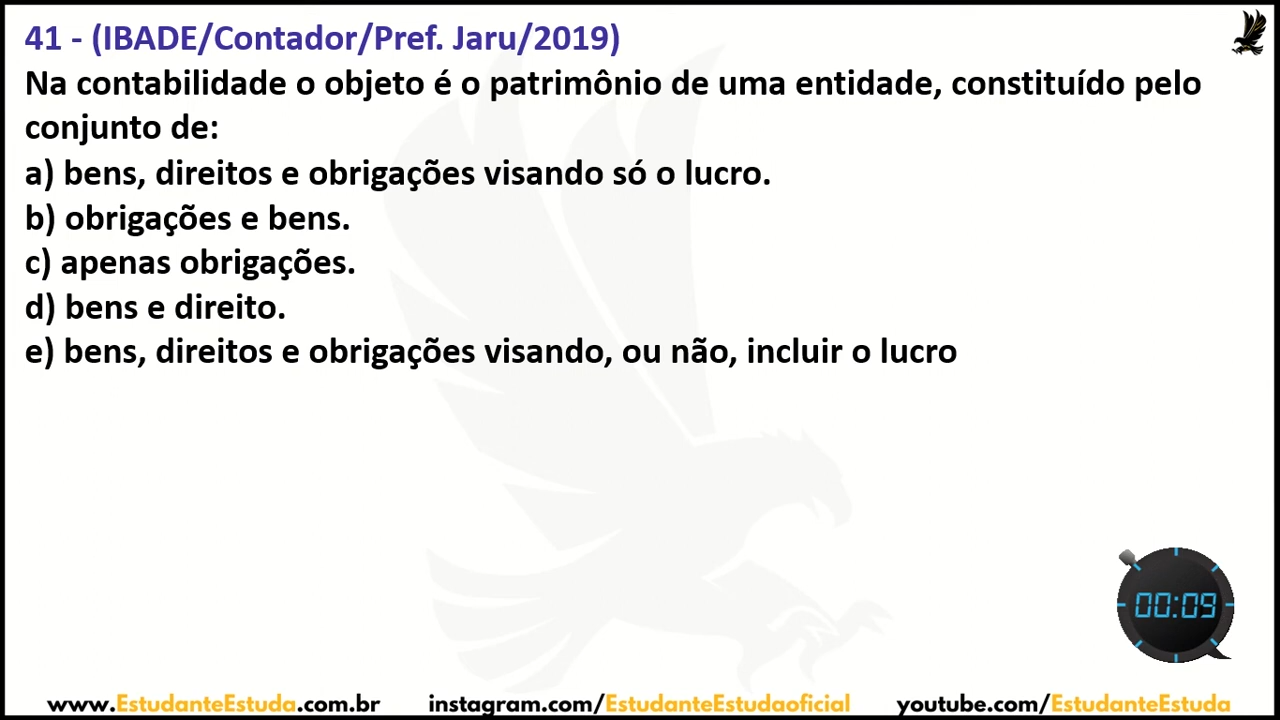 41 - (IBADE/Contador/Pref. Jaru/2019)
Na contabilidade o objeto é o patrimônio de uma entidade, constituído pelo
conjunto de:
a) bens, direitos e obrigações visando só o lucro.
b) obrigações e bens.
c) apenas obrigações.
d) bens e direito.
e) bens, direitos e obrigações visando, ou não, incluir o lucro
00:09
www.EstudanteEstuda.com.br instagram.com/EstudanteEstudaoficial youtube.com/EstudanteEstuda